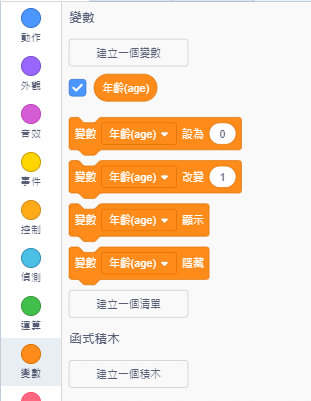 動作
外觀
音效
事件
控制
偵測
運算
變數
變數
建立一個變數
年齡(age)
變數 年齡(age) 設為 0
變數 年齡(age) 改變 1
變數 年齡(age) 顯示
變數 年齡(age) 隱藏
建立一個清單
函式積木
建立一個積木